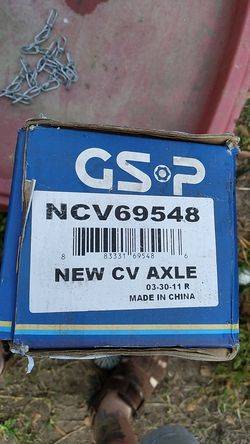 GSP
NCV69548
8 83331 69548 6
NEW CV AXLE
03-30-11 R
MADE IN CHINA